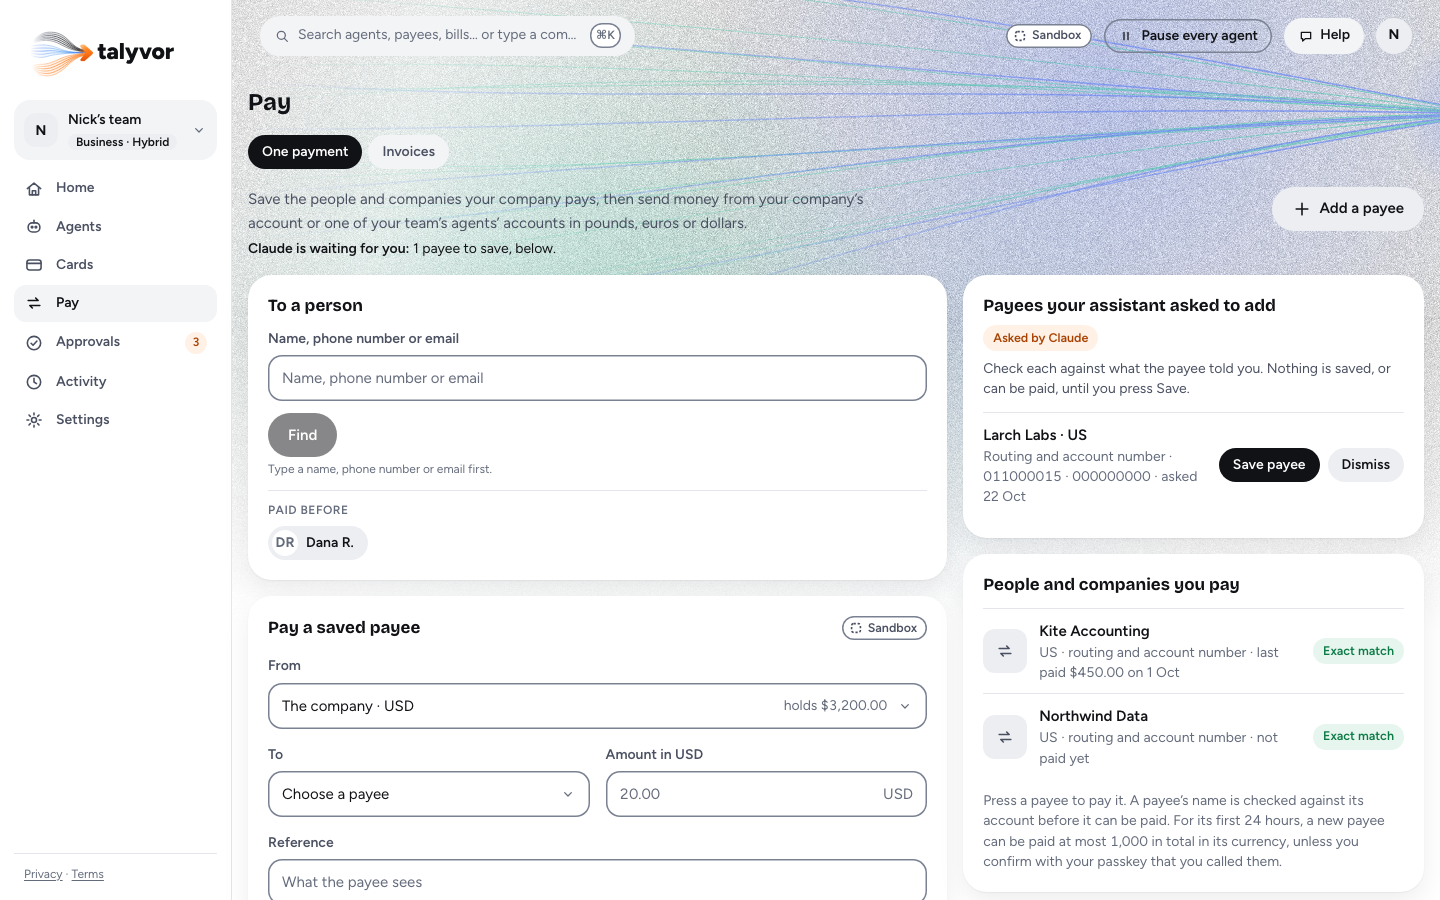 talyvor
N
Nick's team
Business · Hybrid
Home
Agents
Cards
Pay
Approvals
3
Activity
Settings
Privacy · Terms
Search agents, payees, bills... or type a com...
⌘K
Sandbox
Pause every agent
Help
N
Pay
One payment
Invoices
Save the people and companies your company pays, then send money from your company's
account or one of your team's agents' accounts in pounds, euros or dollars.
Claude is waiting for you: 1 payee to save, below.
Add a payee
To a person
Name, phone number or email
Name, phone number or email
Find
Type a name, phone number or email first.
PAID BEFORE
DR
Dana R.
Pay a saved payee
Sandbox
From
The company · USD
holds $3,200.00
To
Choose a payee
Amount in USD
20.00
USD
Reference
What the payee sees
Payees your assistant asked to add
Asked by Claude
Check each against what the payee told you. Nothing is saved, or
can be paid, until you press Save.
Larch Labs · US
Routing and account number ·
011000015 · 000000000 · asked
22 Oct
Save payee
Dismiss
People and companies you pay
Kite Accounting
US · routing and account number · last
paid $450.00 on 1 Oct
Exact match
Northwind Data
US · routing and account number · not
paid yet
Exact match
Press a payee to pay it. A payee's name is checked against its
account before it can be paid. For its first 24 hours, a new payee
can be paid at most 1,000 in total in its currency, unless you
confirm with your passkey that you called them.